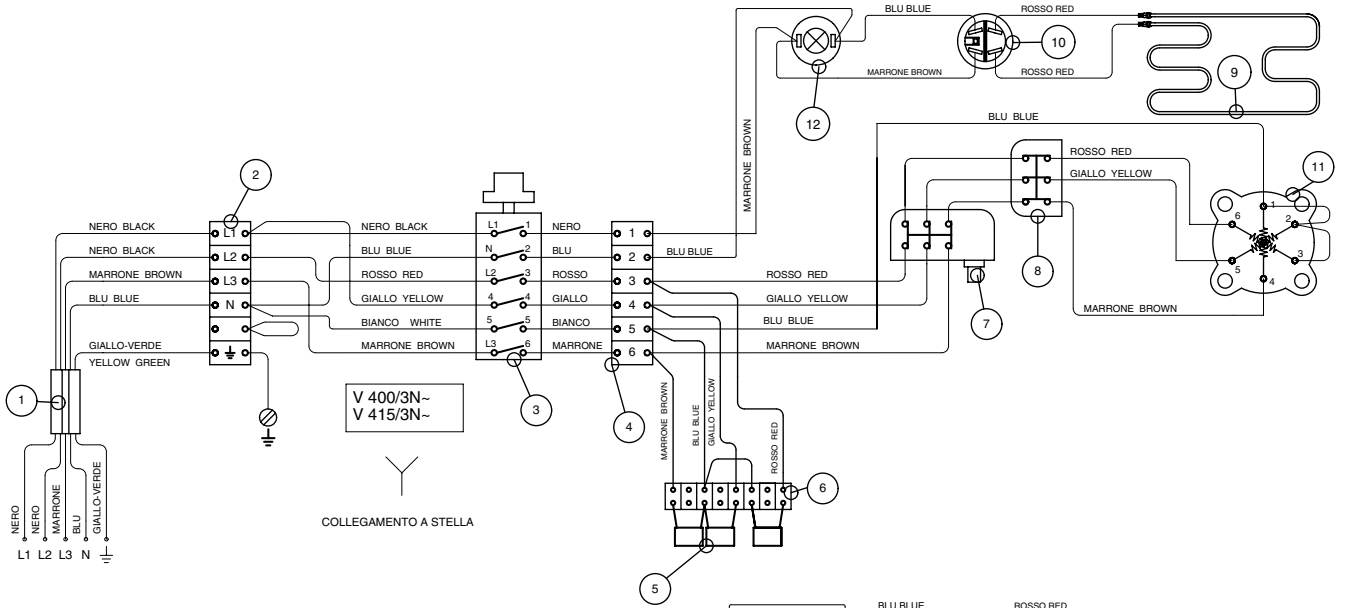 BLU BLUE
ROSSO RED
10
MARRONE BROWN
ROSSO RED
9
12
MARRONE BROWN
BLU BLUE
ROSSO RED
GIALLO YELLOW
11
8
1
2
3
4
5
6
2
NERO BLACK
L1
NERO BLACK
L1
1
NERO
1
NERO BLACK
L2
BLU BLUE
N
2
BLU
2
BLU BLUE
MARRONE BROWN
L3
ROSSO RED
L2
3
ROSSO
3
ROSSO RED
BLU BLUE
N
GIALLO YELLOW
4
4
GIALLO
4
GIALLO YELLOW
7
MARRONE BROWN
BIANCO WHITE
5
5
BIANCO
5
BLU BLUE
GIALLO-VERDE
YELLOW GREEN
MARRONE BROWN
L3
6
MARRONE
6
MARRONE BROWN
1
V 400/3N~
V 415/3N~
3
4
MARRONE BROWN
BLU BLUE
GIALLO YELLOW
ROSSO RED
6
COLLEGAMENTO A STELLA
NERO
NERO
MARRONE
BLU
GIALLO-VERDE
L1 L2 L3 N
5
BLU BLUE
ROSSO RED